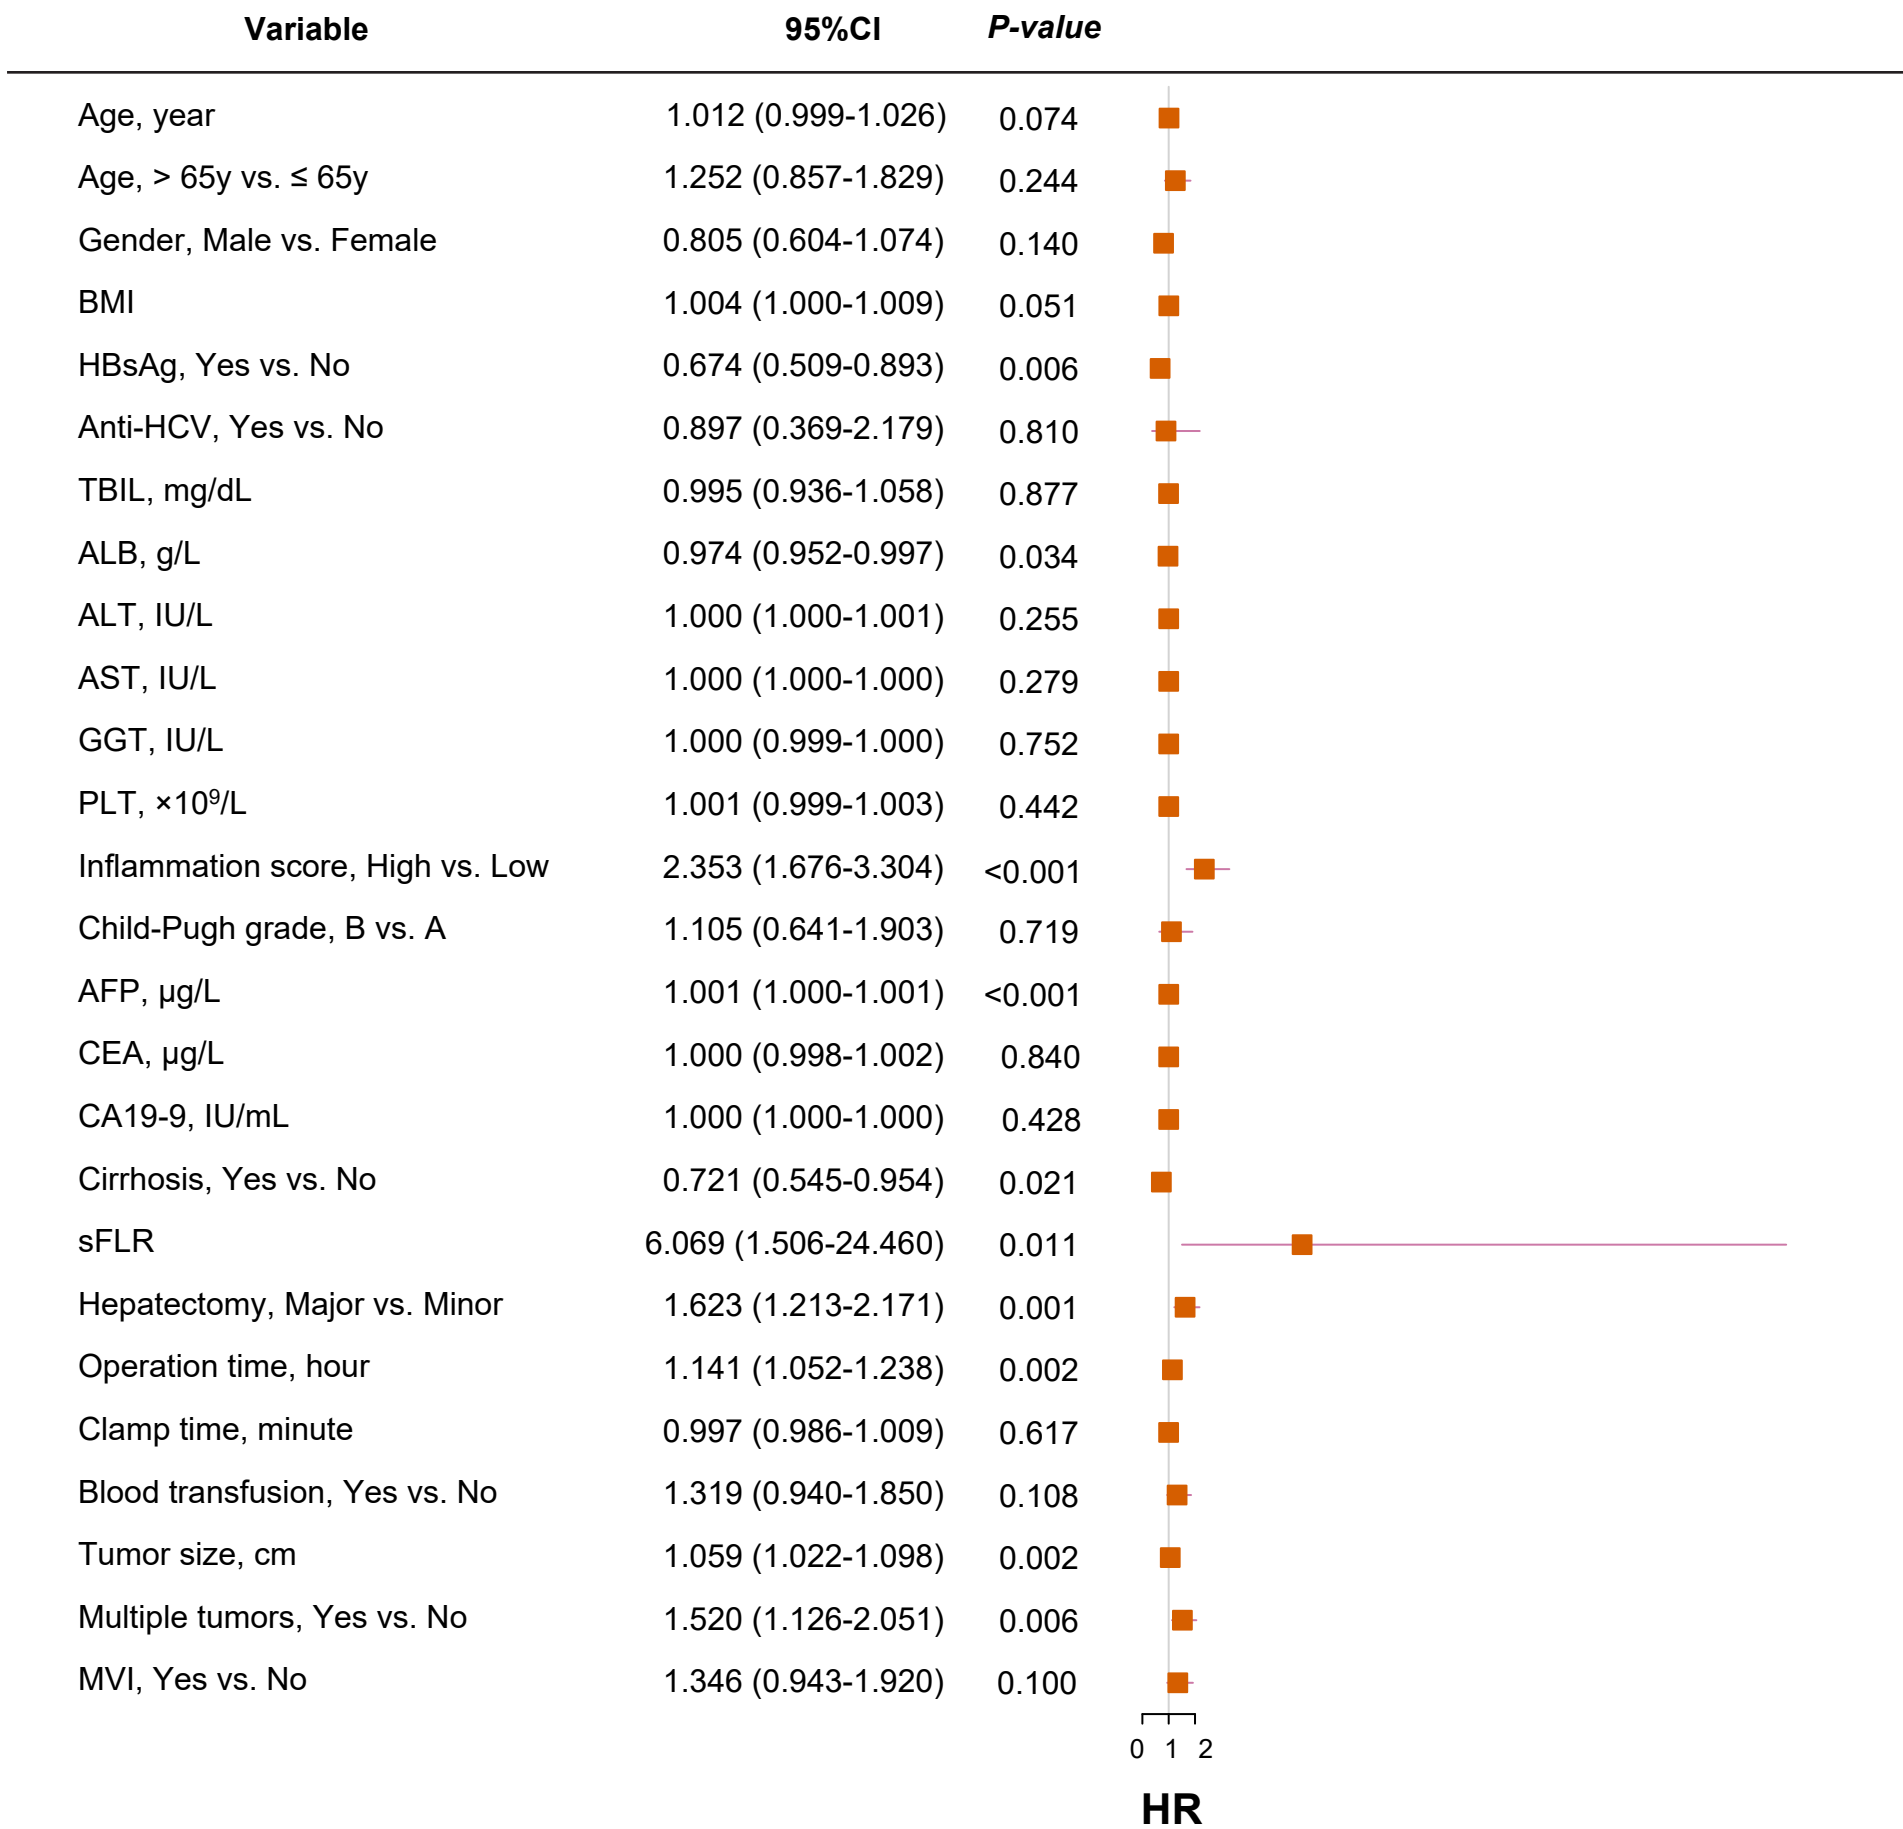 Variable 95%CI P-value
Age, year 1.012 (0.999-1.026) 0.074
Age, > 65y vs. ≤ 65y 1.252 (0.857-1.829) 0.244
Gender, Male vs. Female 0.805 (0.604-1.074) 0.140
BMI 1.004 (1.000-1.009) 0.051
HBsAg, Yes vs. No 0.674 (0.509-0.893) 0.006
Anti-HCV, Yes vs. No 0.897 (0.369-2.179) 0.810
TBIL, mg/dL 0.995 (0.936-1.058) 0.877
ALB, g/L 0.974 (0.952-0.997) 0.034
ALT, IU/L 1.000 (1.000-1.001) 0.255
AST, IU/L 1.000 (1.000-1.000) 0.279
GGT, IU/L 1.000 (0.999-1.000) 0.752
PLT, ×10⁹/L 1.001 (0.999-1.003) 0.442
Inflammation score, High vs. Low 2.353 (1.676-3.304) <0.001
Child-Pugh grade, B vs. A 1.105 (0.641-1.903) 0.719
AFP, µg/L 1.001 (1.000-1.001) <0.001
CEA, µg/L 1.000 (0.998-1.002) 0.840
CA19-9, IU/mL 1.000 (1.000-1.000) 0.428
Cirrhosis, Yes vs. No 0.721 (0.545-0.954) 0.021
sFLR 6.069 (1.506-24.460) 0.011
Hepatectomy, Major vs. Minor 1.623 (1.213-2.171) 0.001
Operation time, hour 1.141 (1.052-1.238) 0.002
Clamp time, minute 0.997 (0.986-1.009) 0.617
Blood transfusion, Yes vs. No 1.319 (0.940-1.850) 0.108
Tumor size, cm 1.059 (1.022-1.098) 0.002
Multiple tumors, Yes vs. No 1.520 (1.126-2.051) 0.006
MVI, Yes vs. No 1.346 (0.943-1.920) 0.100
0 1 2
HR